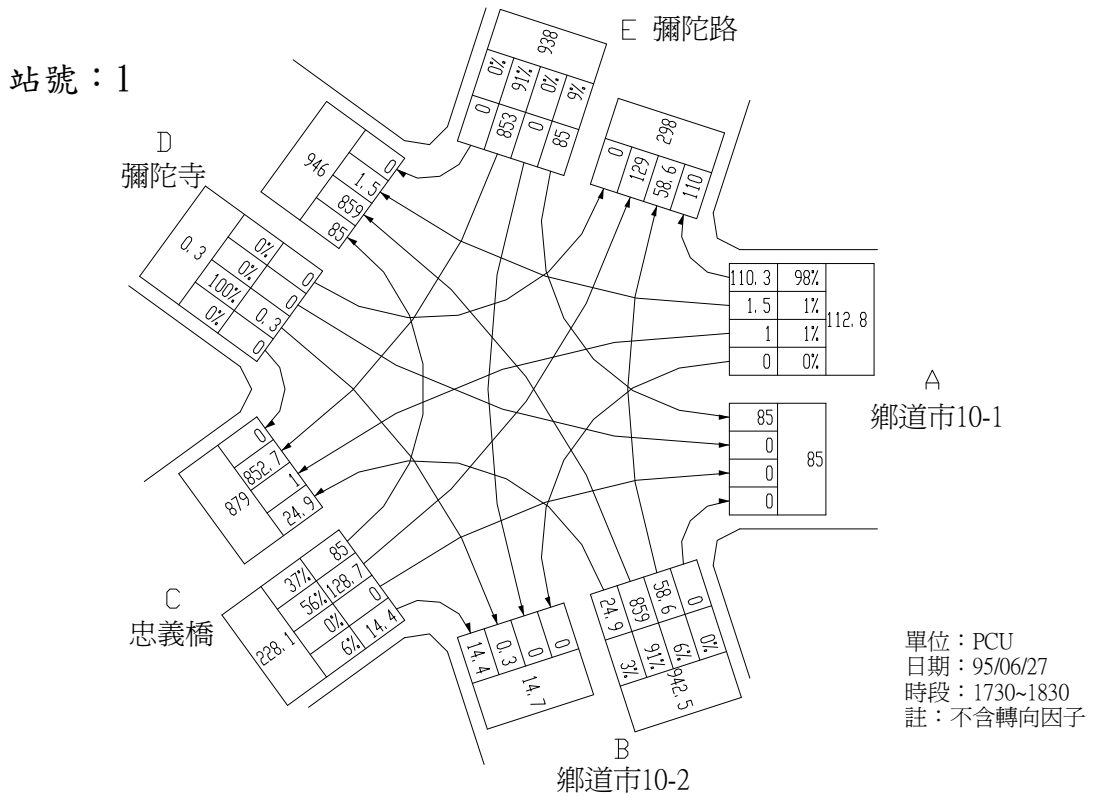 站號：1
E 彌陀路
938
0% 91% 0% 9%
0 853 0 85
298
0 129 58.6 110
D
彌陀寺
946
0
1.5
859
85
0.3
0% 0
0% 0
100% 0.3
0% 0
110.3 98%
1.5 1%
1 1%
0 0%
112.8
A
鄉道市10-1
85
0
0
0
85
879
0
852.7
1
24.9
C
忠義橋
228.1
37% 85
56% 128.7
0% 0
6% 14.4
14.4 0.3 0 0
14.7
24.9 859 58.6 0
3% 91% 6% 0%
942.5
B
鄉道市10-2
單位：PCU
日期：95/06/27
時段：1730~1830
註：不含轉向因子